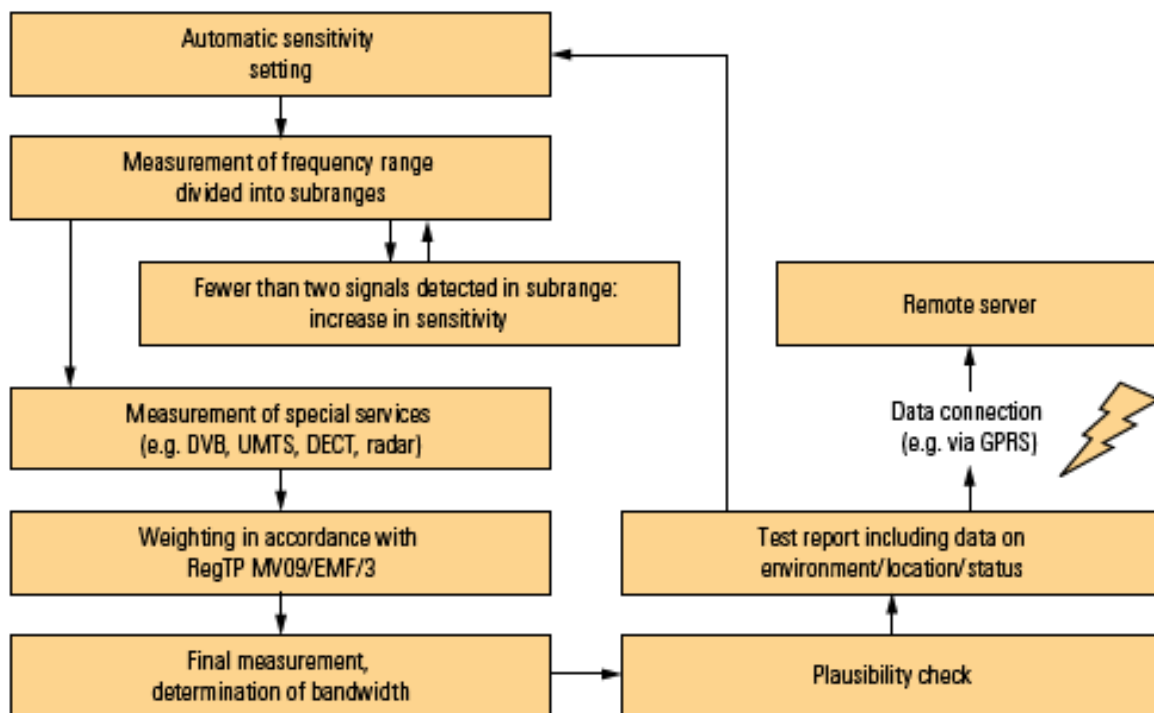 Automatic sensitivity
setting
Measurement of frequency range
divided into subranges
Fewer than two signals detected in subrange:
increase in sensitivity
Remote server
Measurement of special services
(e.g. DVB, UMTS, DECT, radar)
Data connection
(e.g. via GPRS)
Weighting in accordance with
RegTP MV09/EMF/3
Test report including data on
environment/location/status
Final measurement,
determination of bandwidth
Plausibility check